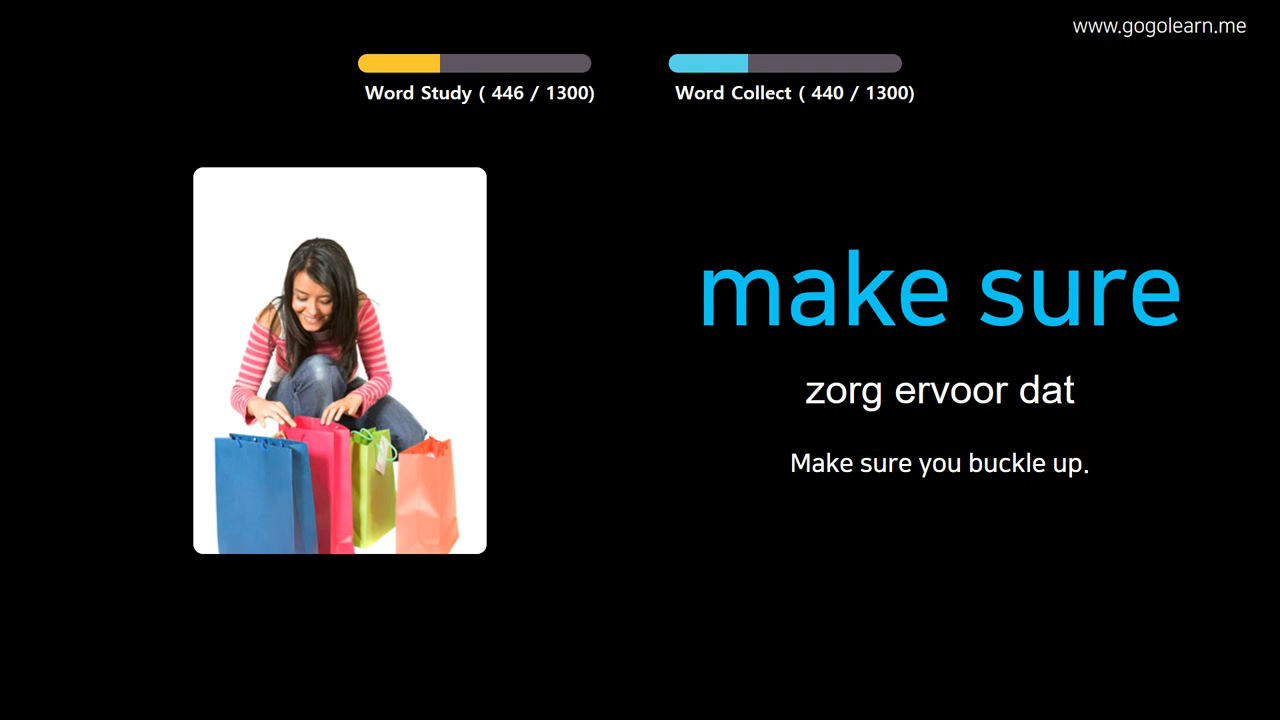 www.gogolearn.me
Word Study ( 446 / 1300)
Word Collect ( 440 / 1300)
make sure
zorg ervoor dat
Make sure you buckle up.